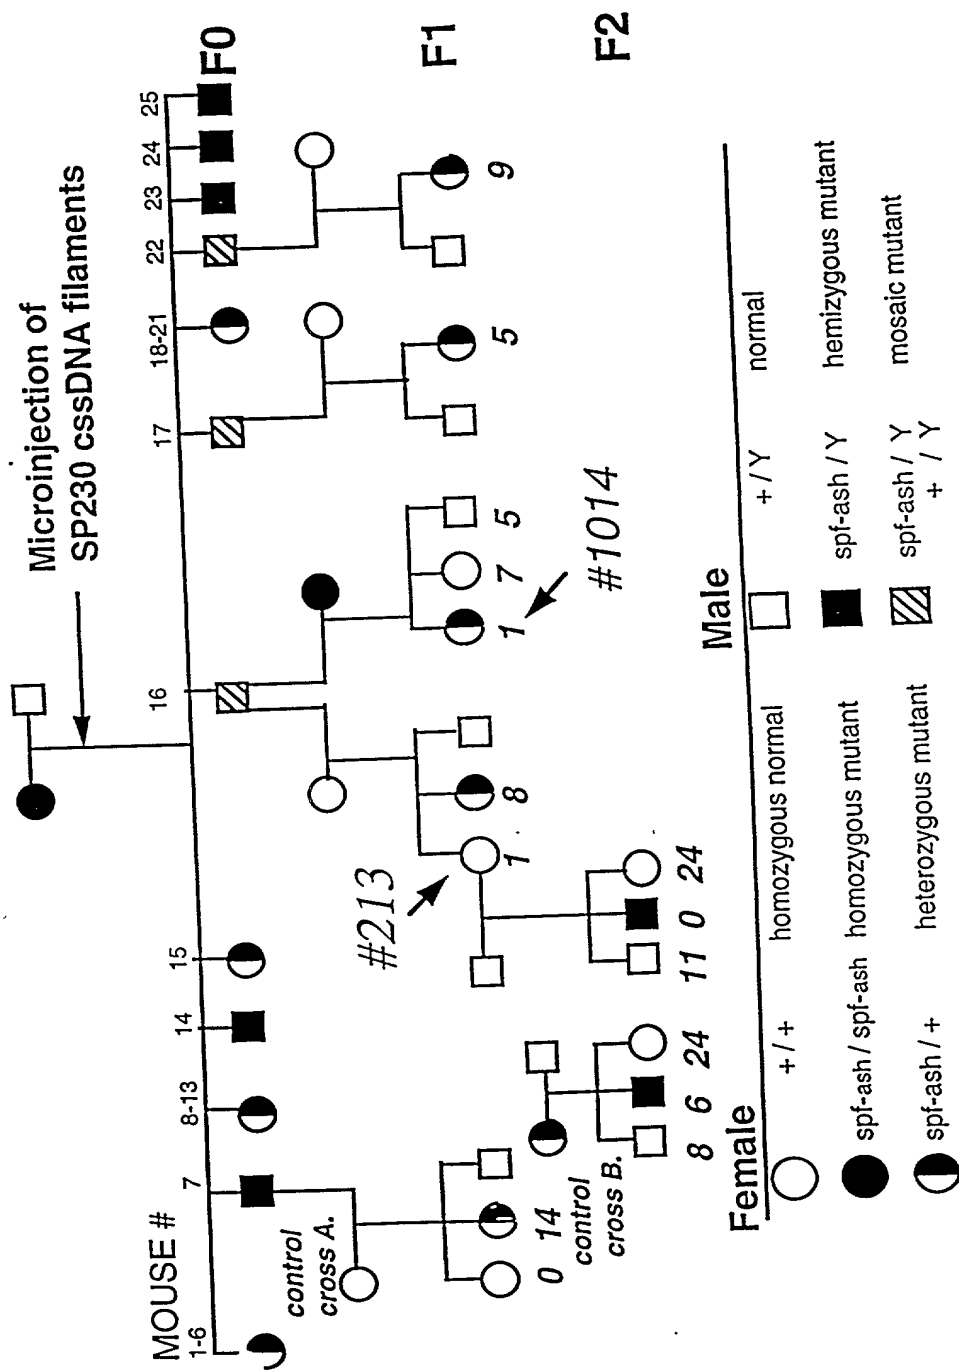 Microinjection of
SP230 cssDNA filaments
MOUSE #
1-6 7 8-13 14 15 16 17 18-21 22 23 24 25
F0
control
cross A.
F1
0 14
#213
1 8
1 7 5
#1014
5
9
control
cross B.
F2
8 6 24
11 0 24
Female
Male
+/+ homozygous normal
+/Y normal
spf-ash/spf-ash homozygous mutant
spf-ash/Y hemizygous mutant
spf-ash/+ heterozygous mutant
spf-ash/Y
+/Y mosaic mutant